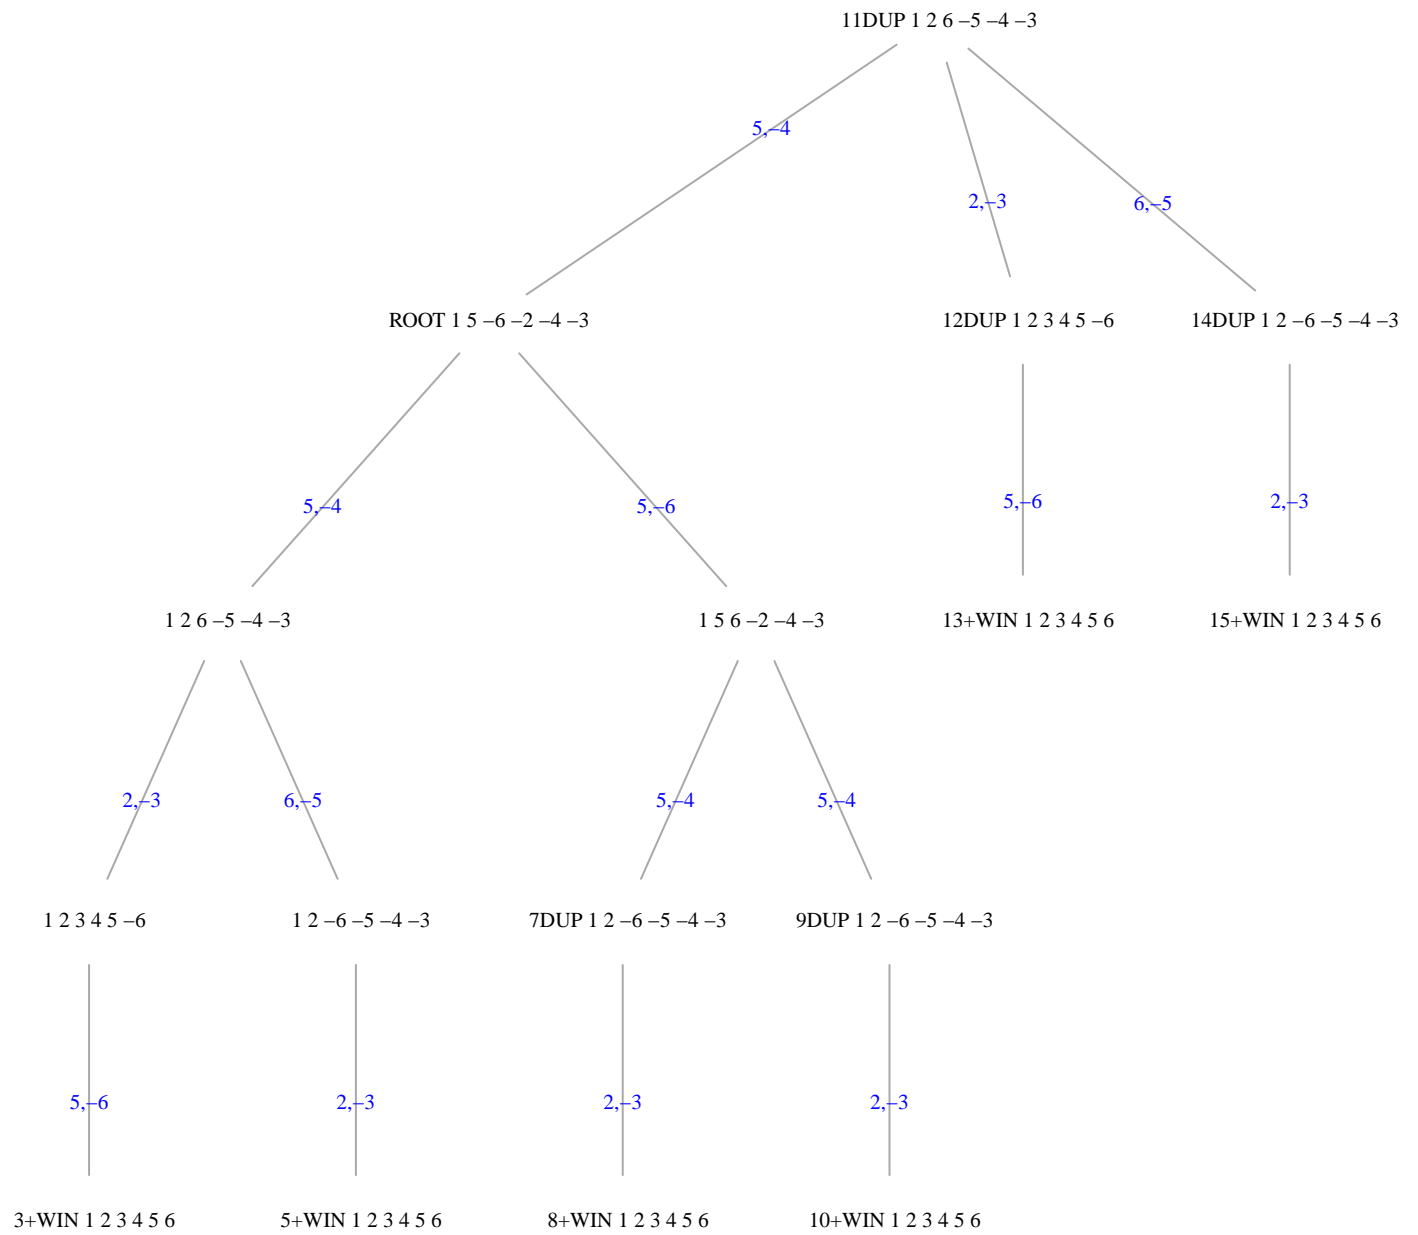 11DUP 1 2 6 –5 –4 –3
5,–4
2,–3
6,–5
ROOT 1 5 –6 –2 –4 –3
12DUP 1 2 3 4 5 –6
14DUP 1 2 –6 –5 –4 –3
5,–4
5,–6
5,–6
2,–3
1 2 6 –5 –4 –3
1 5 6 –2 –4 –3
13+WIN 1 2 3 4 5 6
15+WIN 1 2 3 4 5 6
2,–3
6,–5
5,–4
5,–4
1 2 3 4 5 –6
1 2 –6 –5 –4 –3
7DUP 1 2 –6 –5 –4 –3
9DUP 1 2 –6 –5 –4 –3
5,–6
2,–3
2,–3
2,–3
3+WIN 1 2 3 4 5 6
5+WIN 1 2 3 4 5 6
8+WIN 1 2 3 4 5 6
10+WIN 1 2 3 4 5 6